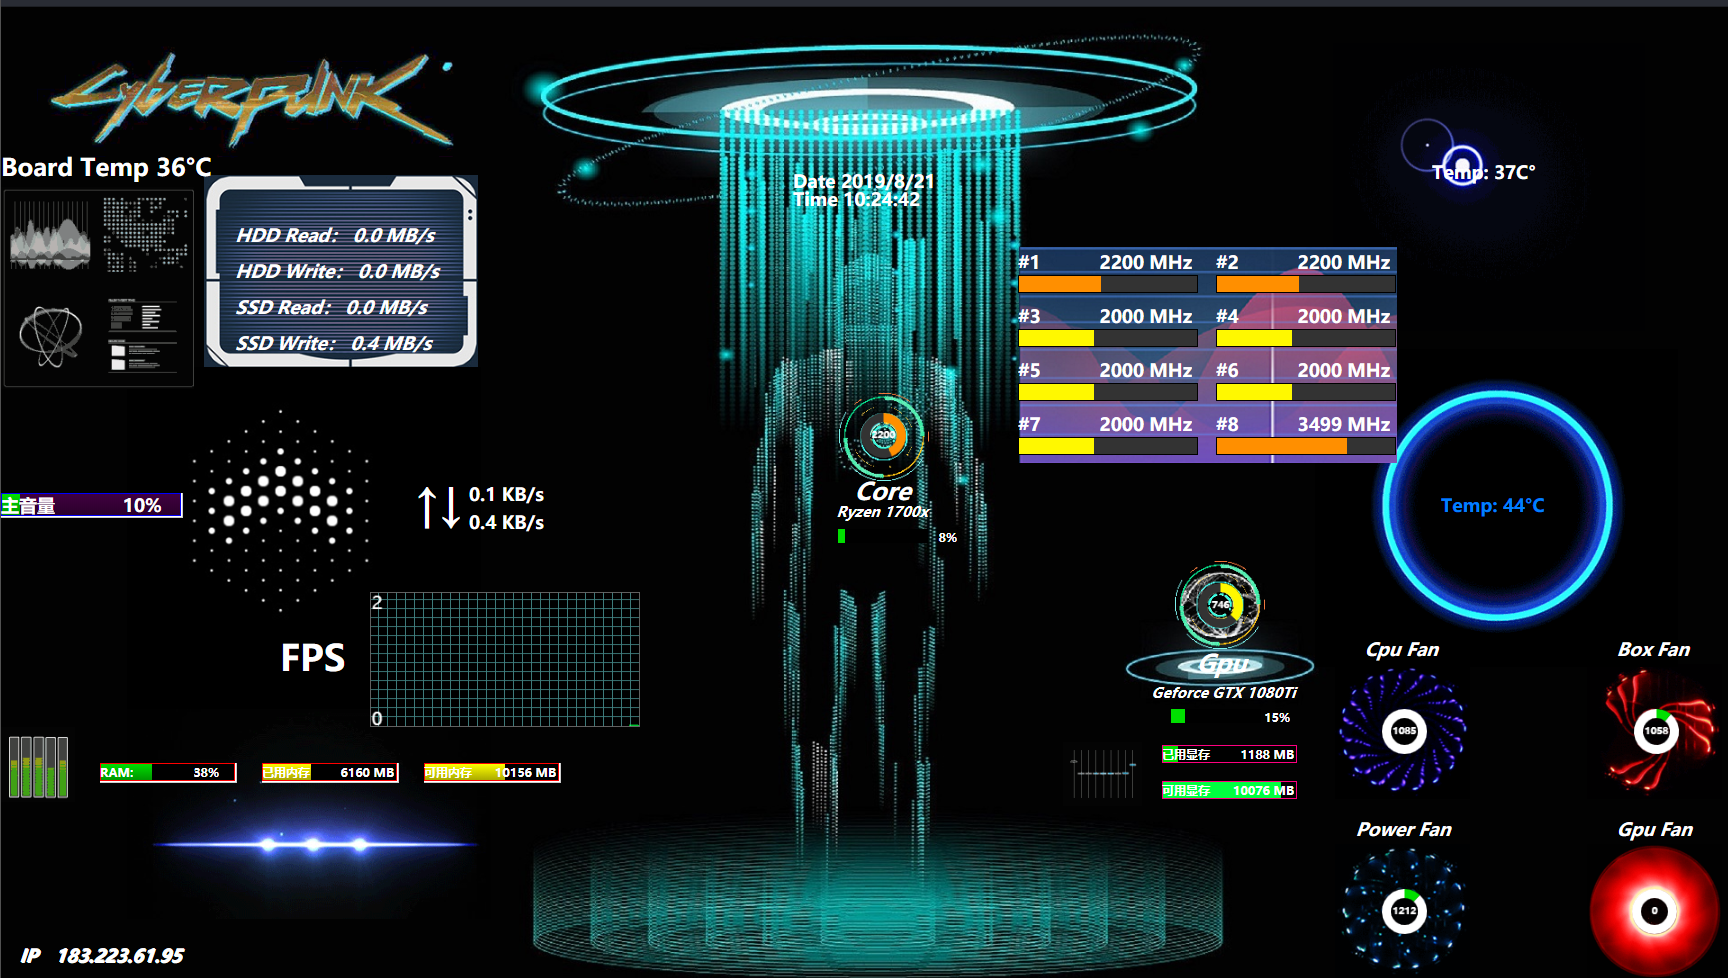 CYBERPUNK
Board Temp 36°C
HDD Read: 0.0 MB/s
HDD Write: 0.0 MB/s
SSD Read: 0.0 MB/s
SSD Write: 0.4 MB/s
Date 2019/8/21
Time 10:24:42
Temp: 37C°
#1 2200 MHz #2 2200 MHz
#3 2000 MHz #4 2000 MHz
#5 2000 MHz #6 2000 MHz
#7 2000 MHz #8 3499 MHz
主音量 10%
0.1 KB/s
0.4 KB/s
2200
Core
Ryzen 1700x
8%
Temp: 44°C
FPS
2
0
746
Gpu
Geforce GTX 1080Ti
15%
已用显存 1188 MB
可用显存 10076 MB
RAM: 38%
已用内存 6160 MB
可用内存 10156 MB
Cpu Fan
1085
Box Fan
1058
Power Fan
1212
Gpu Fan
0
IP 183.223.61.95